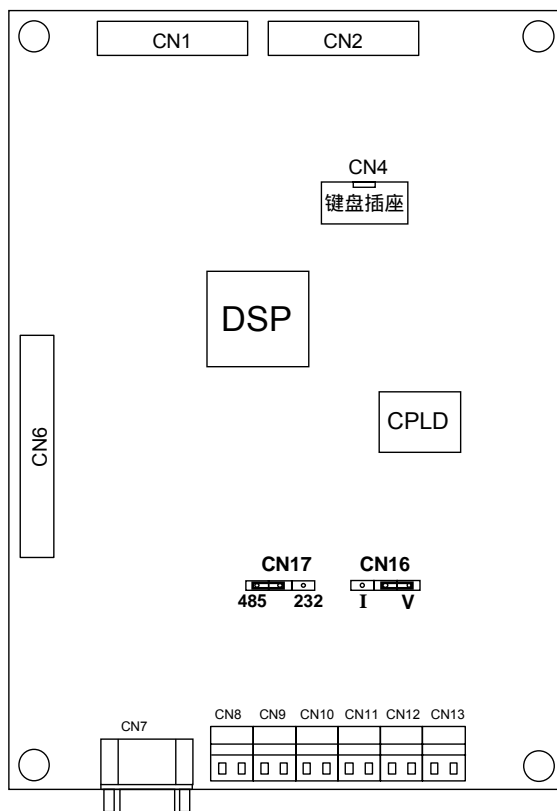 CN1 CN2
CN4
键盘插座
DSP
CPLD
CN6
CN17 CN16
485 232 I V
CN7
CN8 CN9 CN10 CN11 CN12 CN13